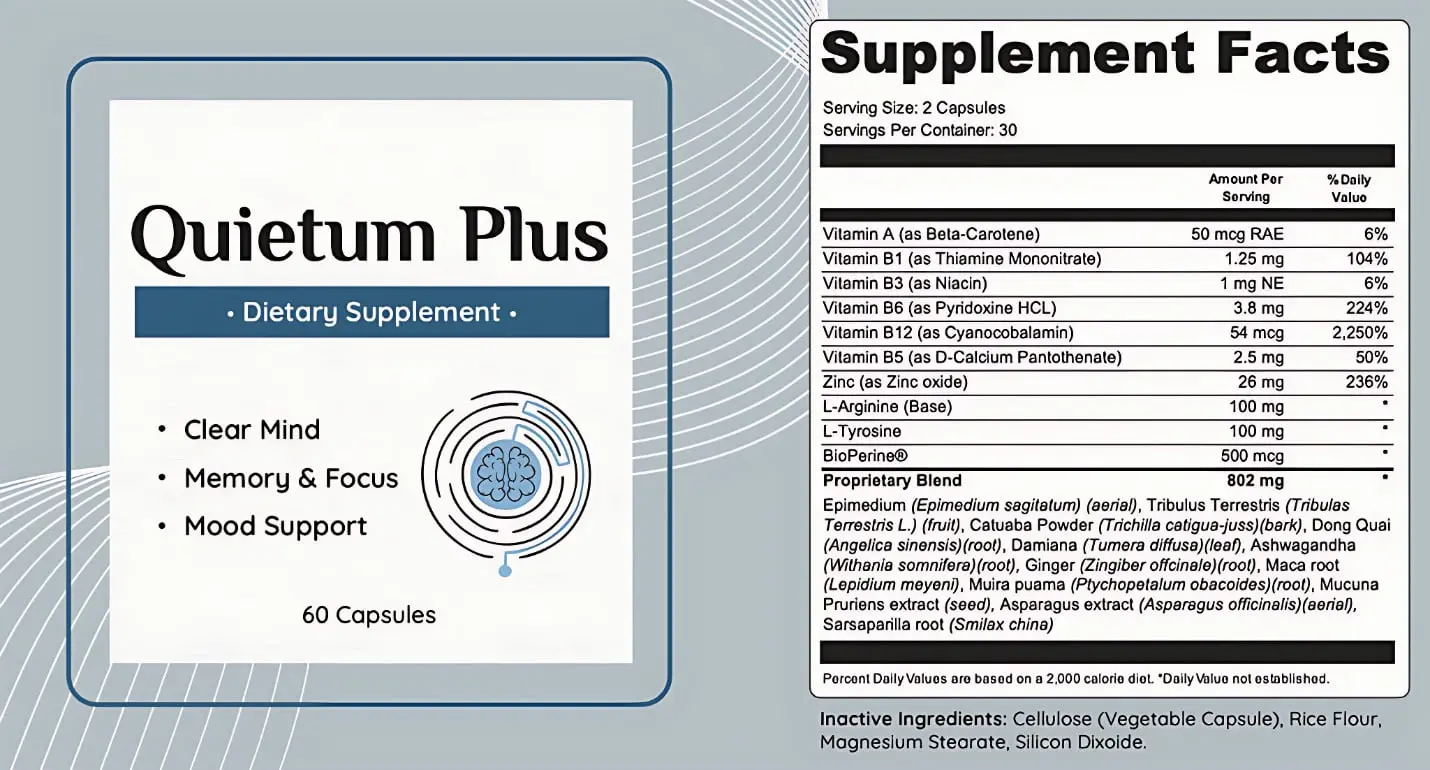 Quietum Plus
• Dietary Supplement •
• Clear Mind
• Memory & Focus
• Mood Support
60 Capsules
Supplement Facts
Serving Size: 2 Capsules
Servings Per Container: 30
Amount Per Serving % Daily Value
Vitamin A (as Beta-Carotene) 50 mcg RAE 6%
Vitamin B1 (as Thiamine Mononitrate) 1.25 mg 104%
Vitamin B3 (as Niacin) 1 mg NE 6%
Vitamin B6 (as Pyridoxine HCL) 3.8 mg 224%
Vitamin B12 (as Cyanocobalamin) 54 mcg 2,250%
Vitamin B5 (as D-Calcium Pantothenate) 2.5 mg 50%
Zinc (as Zinc oxide) 26 mg 236%
L-Arginine (Base) 100 mg *
L-Tyrosine 100 mg *
BioPerine® 500 mcg *
Proprietary Blend 802 mg *
Epimedium (Epimedium sagitatum) (aerial), Tribulus Terrestris (Tribulas
Terrestris L.) (fruit), Catuaba Powder (Trichilla catigua-juss)(bark), Dong Quai
(Angelica sinensis)(root), Damiana (Tumera diffusa)(leaf), Ashwagandha
(Withania somnifera)(root), Ginger (Zingiber offcinale)(root), Maca root
(Lepidium meyeni), Muira puama (Ptychopetalum obacoides)(root), Mucuna
Pruriens extract (seed), Asparagus extract (Asparagus officinalis)(aerial),
Sarsaparilla root (Smilax china)
Percent Daily Values are based on a 2,000 calorie diet. *Daily Value not established.
Inactive Ingredients: Cellulose (Vegetable Capsule), Rice Flour,
Magnesium Stearate, Silicon Dixoide.